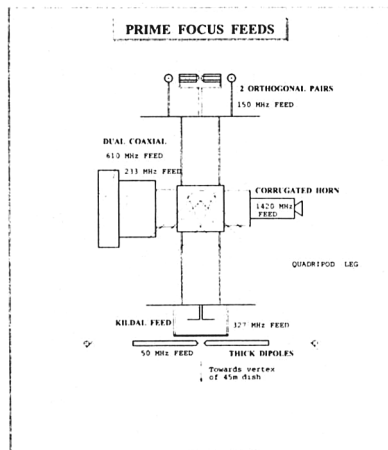 PRIME FOCUS FEEDS
2 ORTHOGONAL PAIRS
150 MHz FEED
DUAL COAXIAL
610 MHz FEED
233 MHz FEED
CORRUGATED HORN
1420 MHz
FEED
QUADRIPOD LEG
KILDAL FEED
327 MHz FEED
50 MHz FEED
THICK DIPOLES
Towards vertex
of 45m dish